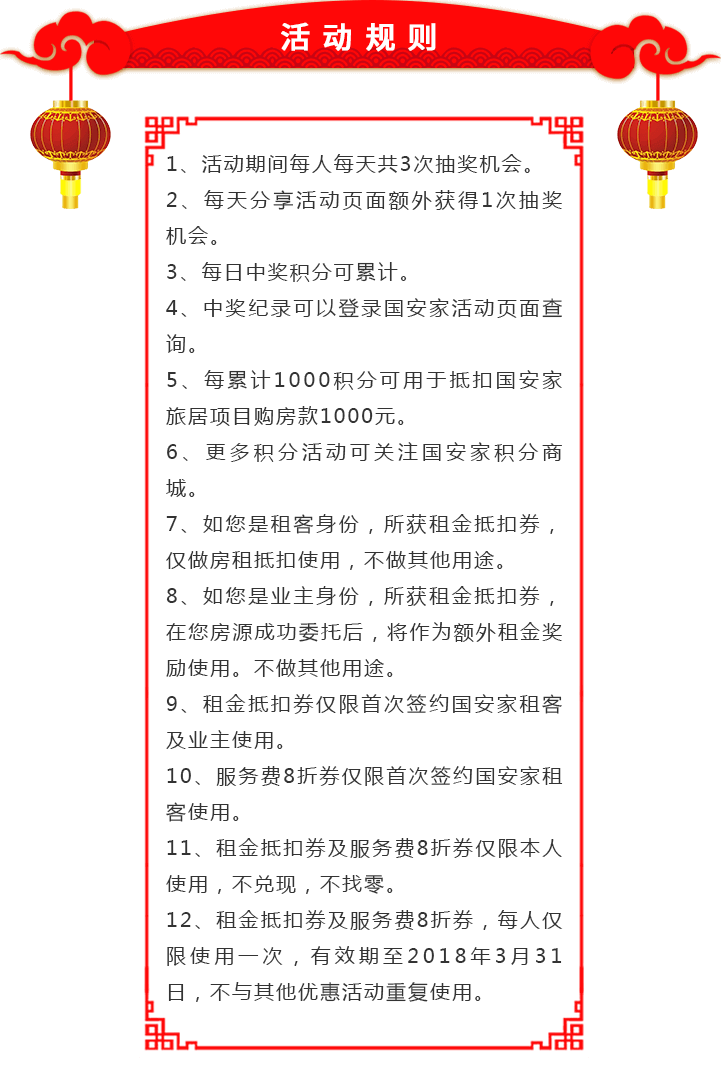 活动规则
1、活动期间每人每天共3次抽奖机会。
2、每天分享活动页面额外获得1次抽奖
机会。
3、每日中奖积分可累计。
4、中奖纪录可以登录国安家活动页面查
询。
5、每累计1000积分可用于抵扣国安家
旅居项目购房款1000元。
6、更多积分活动可关注国安家积分商
城。
7、如您是租客身份，所获租金抵扣券，
仅做房租抵扣使用，不做其他用途。
8、如您是业主身份，所获租金抵扣券，
在您房源成功委托后，将作为额外租金奖
励使用。不做其他用途。
9、租金抵扣券仅限首次签约国安家租客
及业主使用。
10、服务费8折券仅限首次签约国安家租
客使用。
11、租金抵扣券及服务费8折券仅限本人
使用，不兑现，不找零。
12、租金抵扣券及服务费8折券，每人仅
限使用一次，有效期至2018年3月31
日，不与其他优惠活动重复使用。